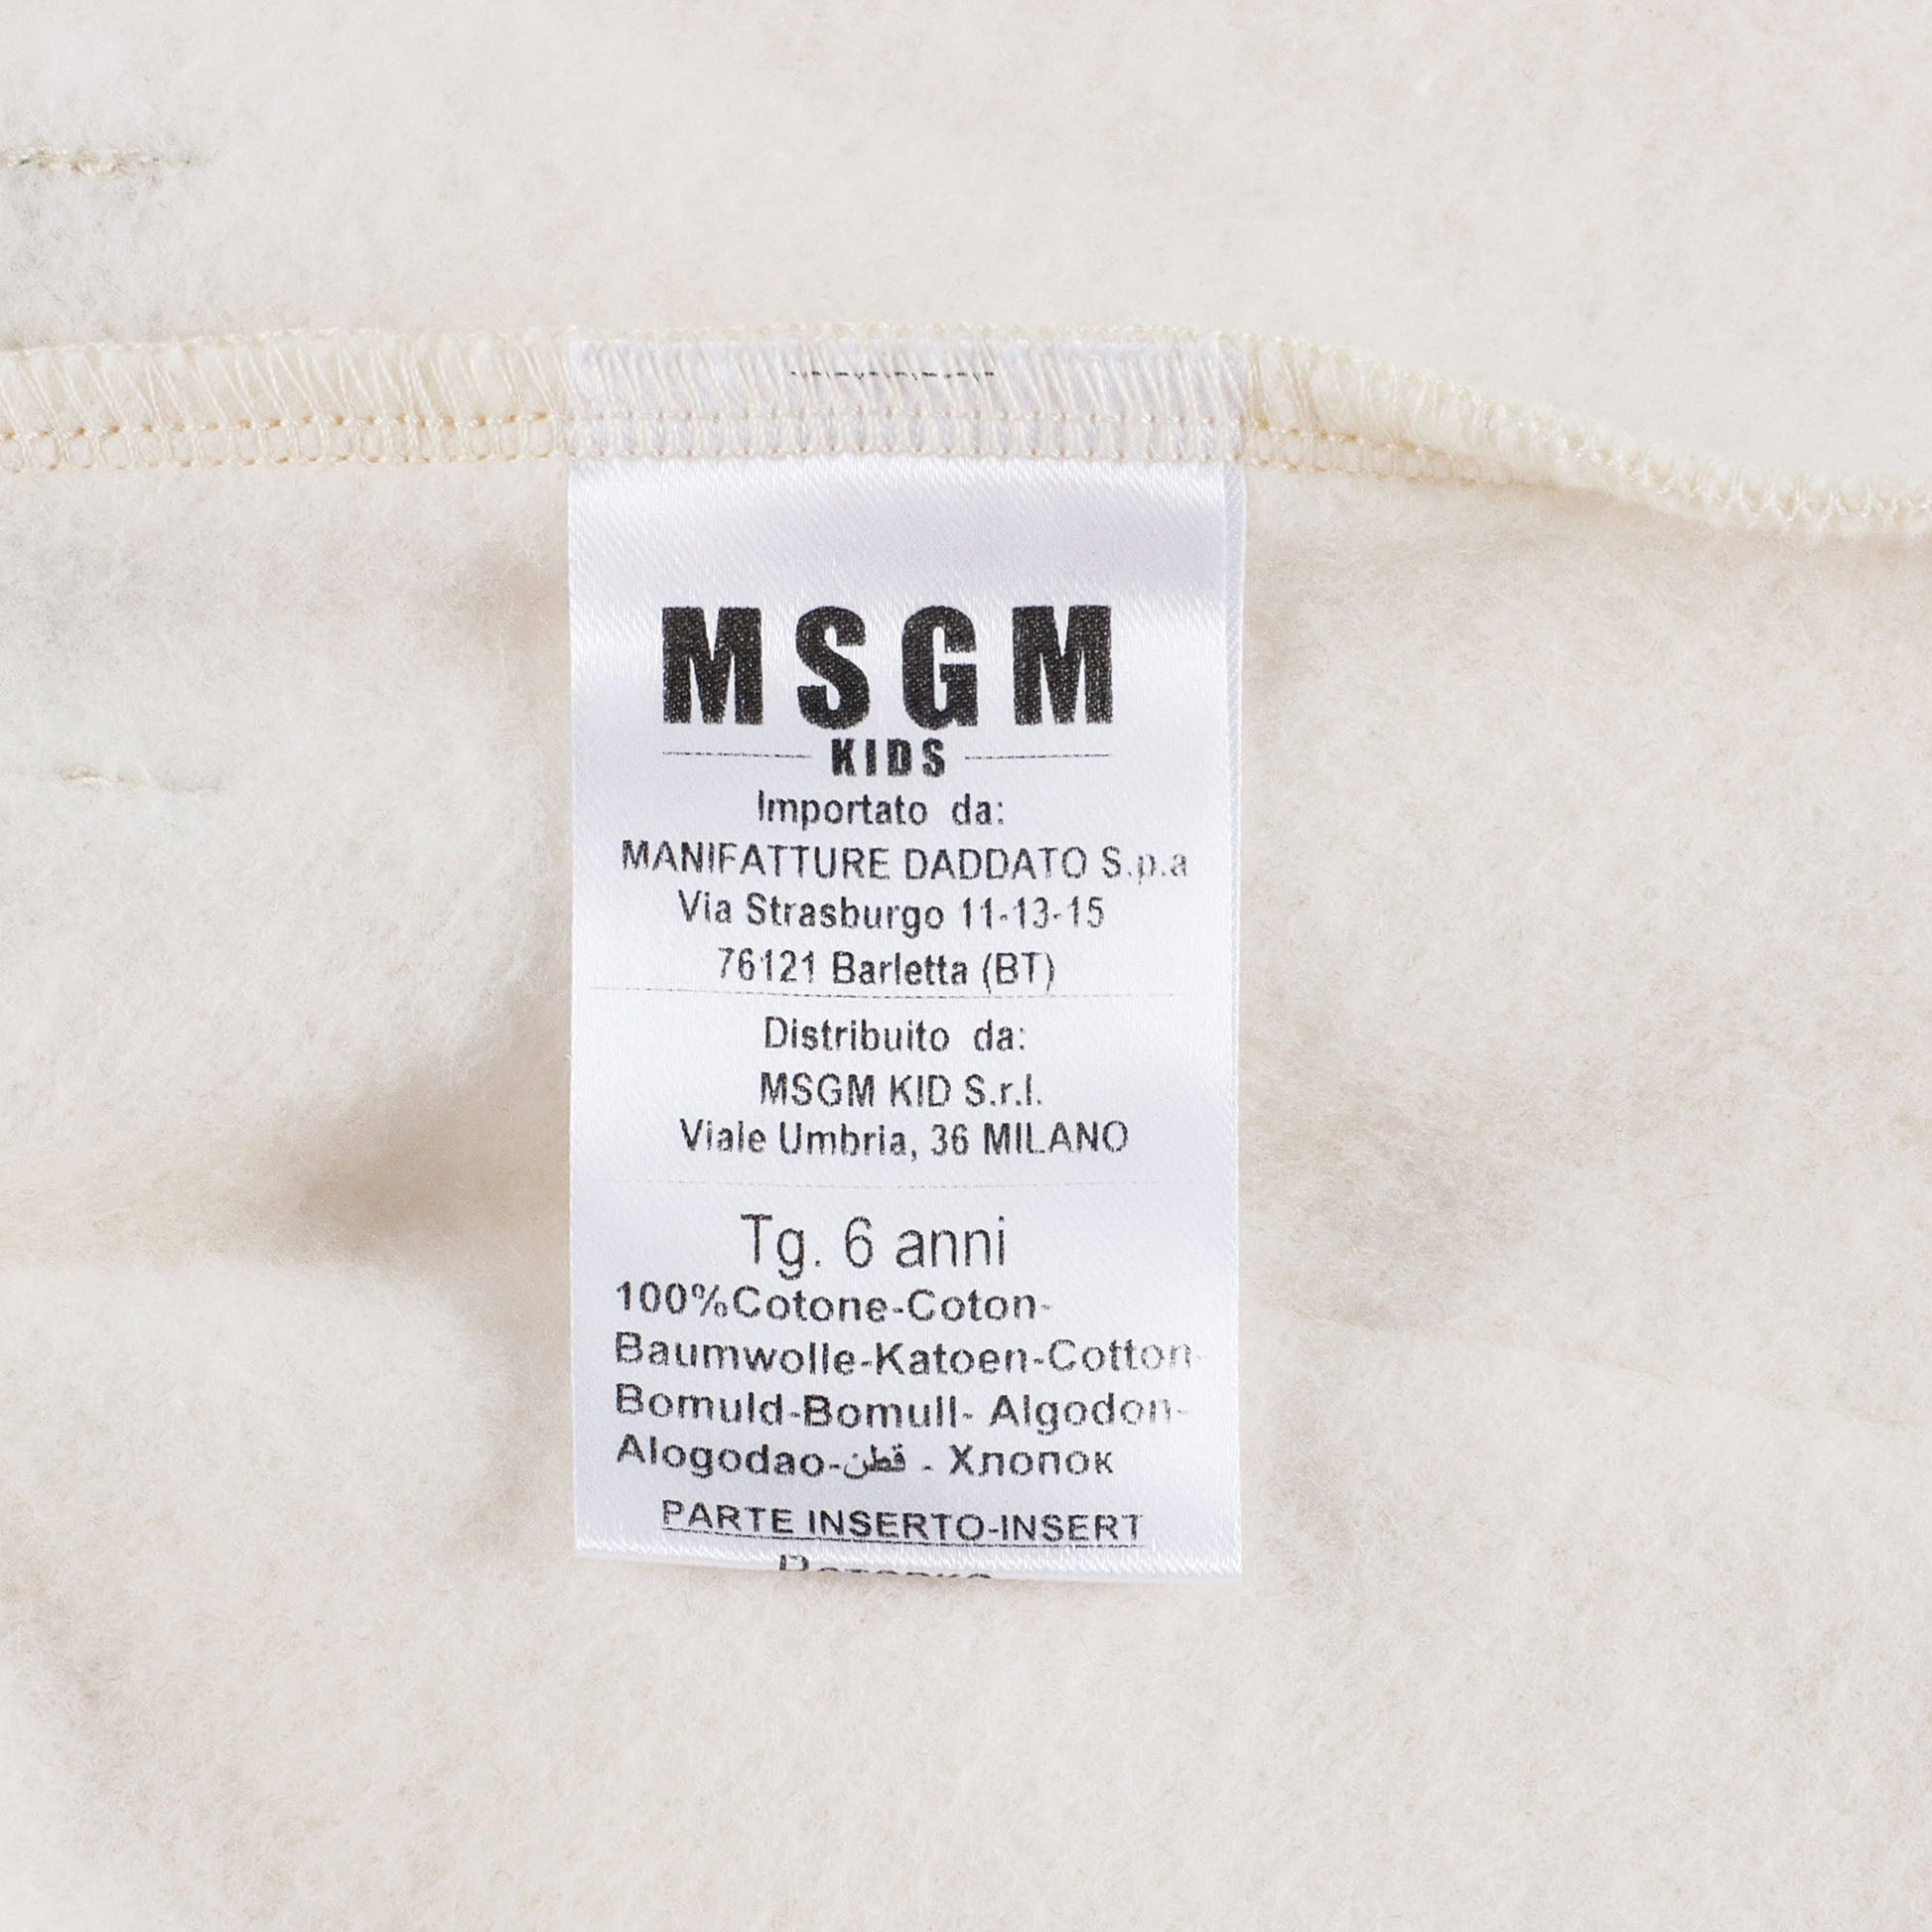 MSGM
KIDS
Importato da:
MANIFATTURE DADDATO S.p.a
Via Strasburgo 11-13-15
76121 Barletta (BT)
Distribuito da:
MSGM KID S.r.l.
Viale Umbria, 36 MILANO
Tg. 6 anni
100%Cotone-Coton-
Baumwolle-Katoen-Cotton-
Bomuld-Bomull- Algodon-
Alogodao-قطن - Хлопок
PARTE INSERTO-INSERT